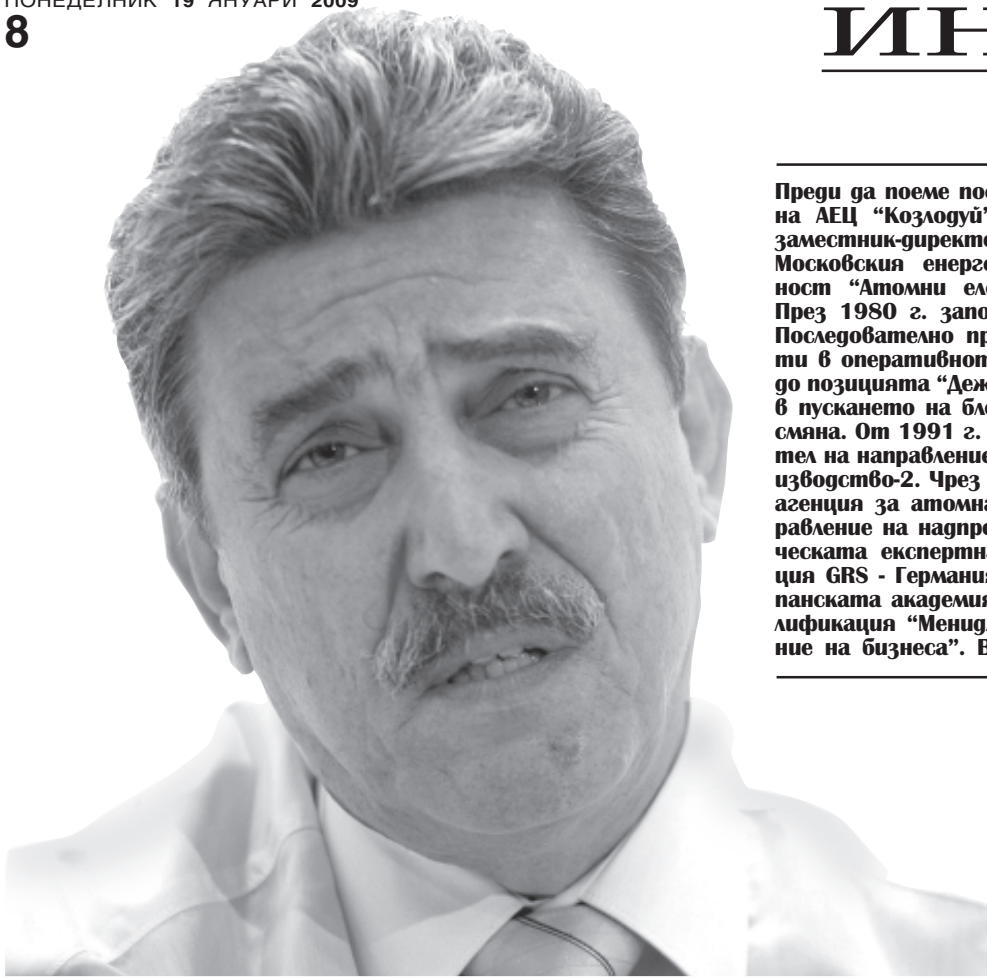 ПОНЕДЕЛНИК 19 ЯНУАРИ 2009
8
ИН
Преди да поеме пос
на АЕЦ “Козлодуй”
заместник-директо
Московския енерго
ност “Атомни еле
През 1980 г. запо
Последователно пр
ти в оперативнот
до позицията “Деж
в пускането на бло
смяна. От 1991 г.
тел на направление
изводство-2. Чрез
агенция за атомна
равление на надпре
ческата експертна
ция GRS - Германия
панската академия
лификация “Менидж
ние на бизнеса”. В